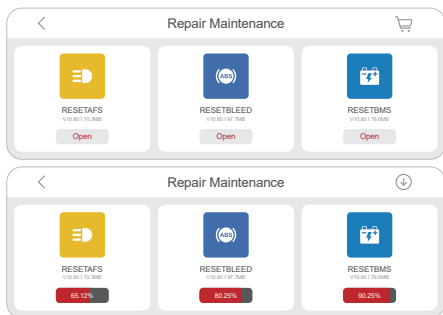 Repair Maintenance
ABS
RESETAFS RESETBLEED RESETBMS
V10.80 I 70.3MB V10.80 I 97.7MB V10.80 I 79.6MB
Open Open Open
Repair Maintenance
ABS
RESETAFS RESETBLEED RESETBMS
V10.80 I 70.3MB V10.80 I 97.7MB V10.80 I 79.6MB
65.12% 80.25% 90.25%